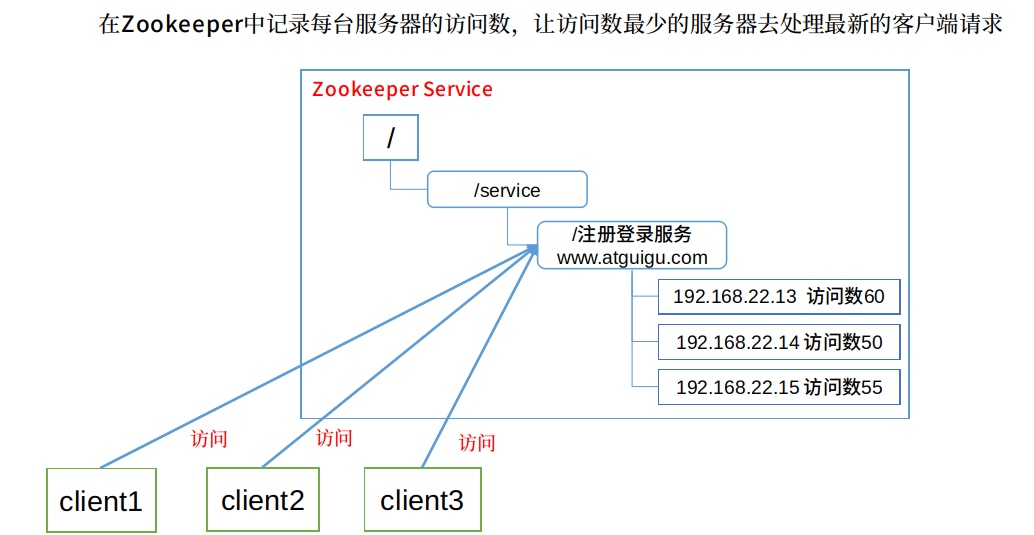 在Zookeeper中记录每台服务器的访问数，让访问数最少的服务器去处理最新的客户端请求
Zookeeper Service
/
/service
/注册登录服务
www.atguigu.com
192.168.22.13 访问数60
192.168.22.14 访问数50
192.168.22.15 访问数55
访问
访问
访问
client1
client2
client3